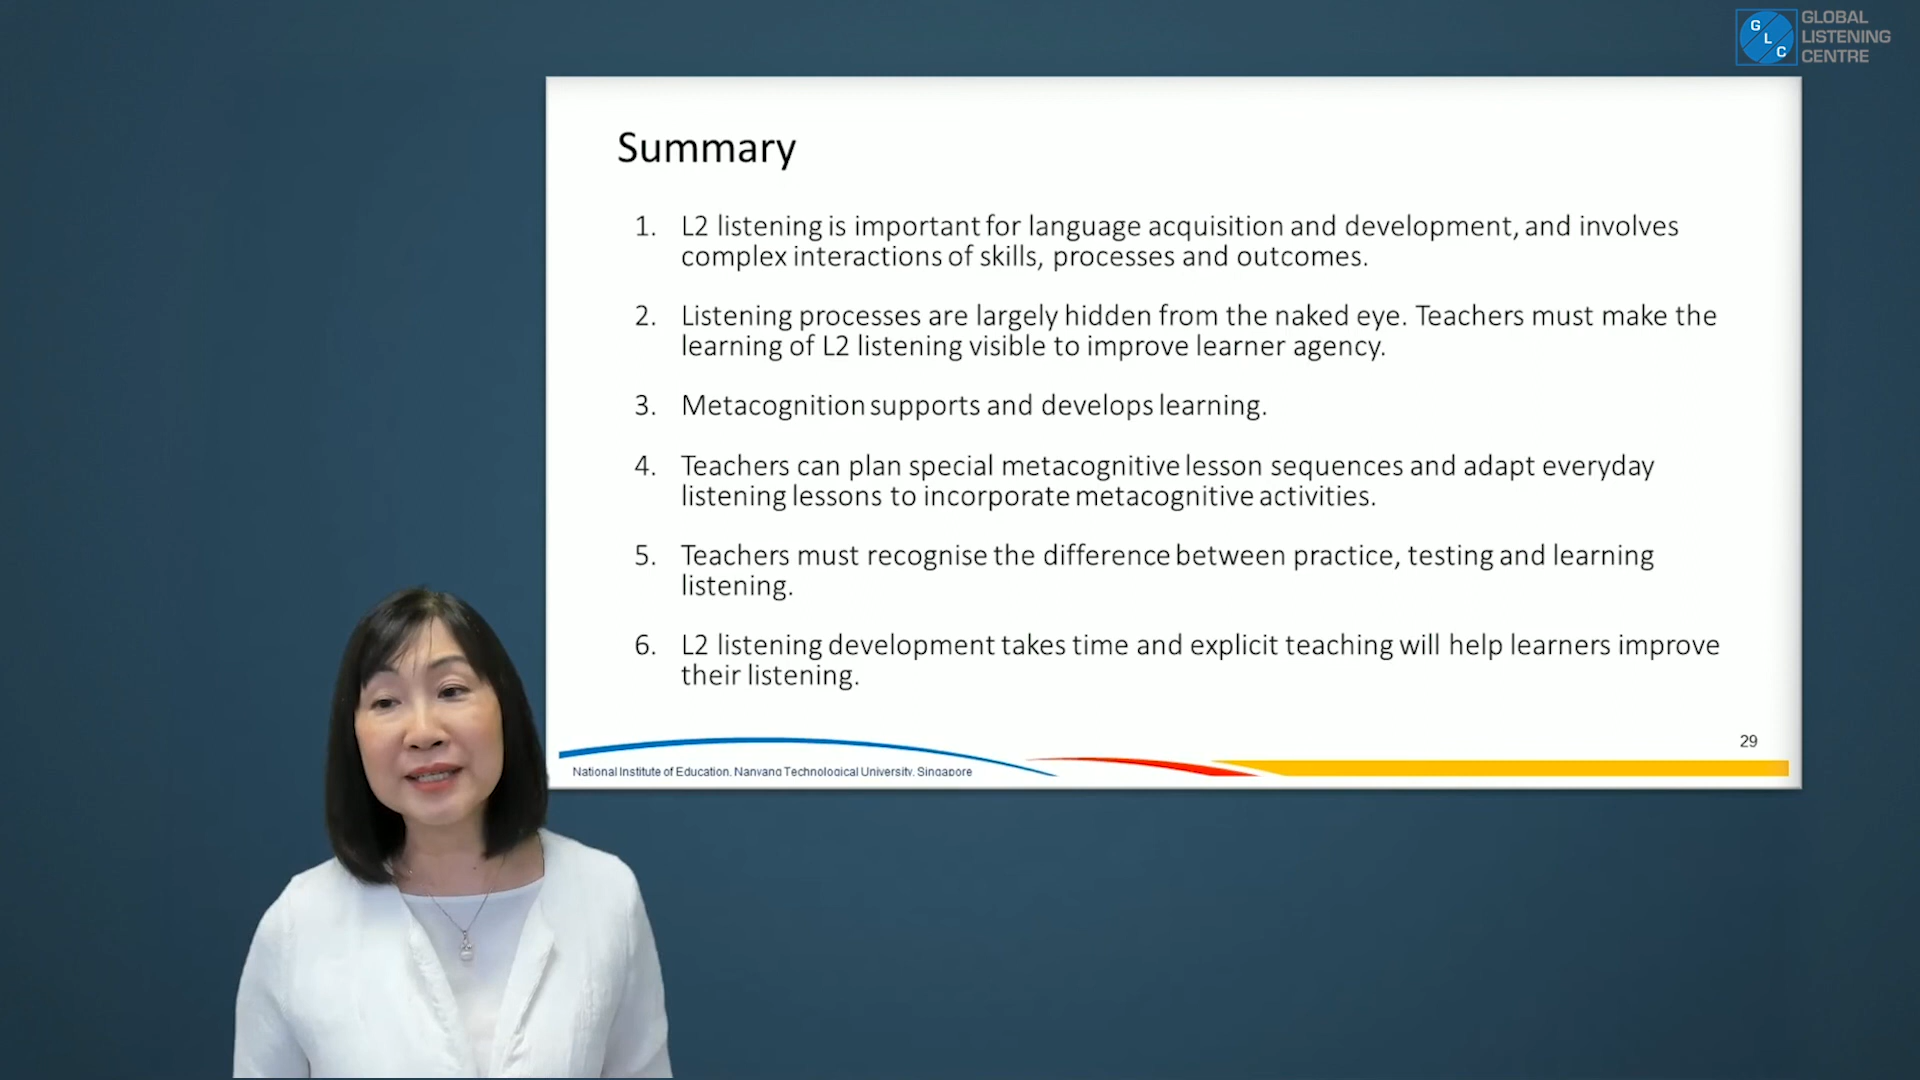 GLOBAL
LISTENING
CENTRE
G
L
C
Summary
1. L2 listening is important for language acquisition and development, and involves
complex interactions of skills, processes and outcomes.
2. Listening processes are largely hidden from the naked eye. Teachers must make the
learning of L2 listening visible to improve learner agency.
3. Metacognition supports and develops learning.
4. Teachers can plan special metacognitive lesson sequences and adapt everyday
listening lessons to incorporate metacognitive activities.
5. Teachers must recognise the difference between practice, testing and learning
listening.
6. L2 listening development takes time and explicit teaching will help learners improve
their listening.
29
National Institute of Education, Nanyang Technological University, Singapore